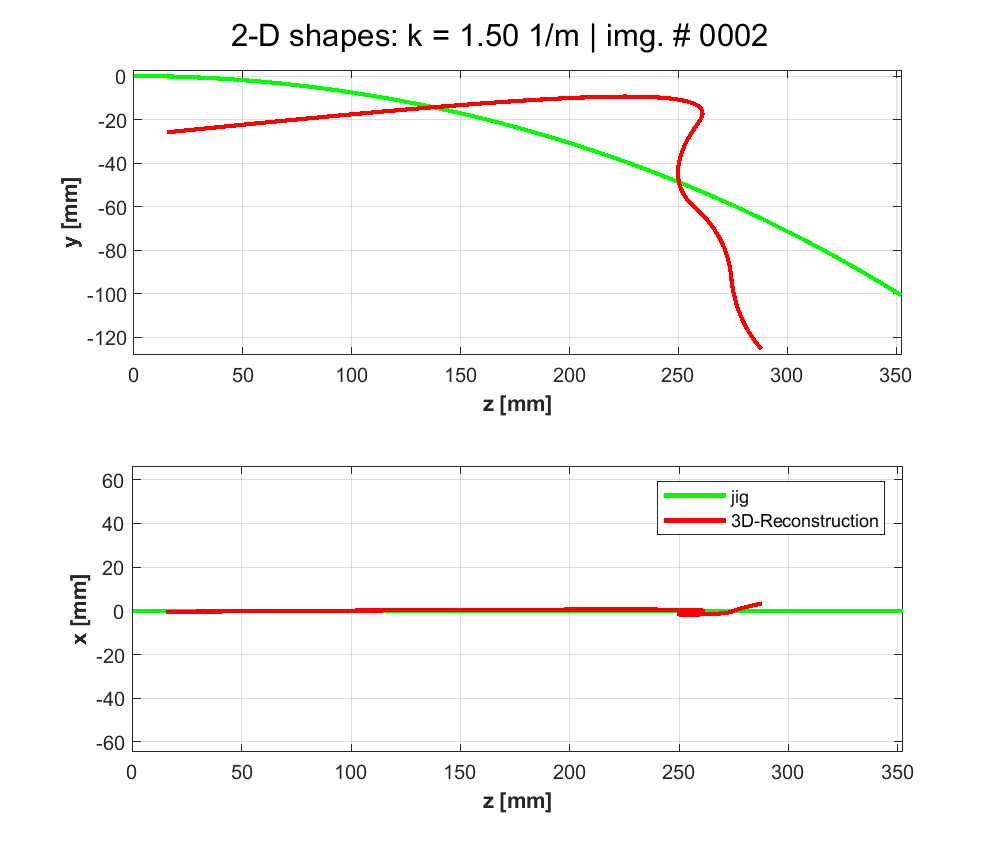 2-D shapes: k = 1.50 1/m | img. # 0002
0
-20
-40
-60
-80
-100
-120
y [mm]
0 50 100 150 200 250 300 350
z [mm]
60
40
20
0
-20
-40
-60
x [mm]
jig
3D-Reconstruction
0 50 100 150 200 250 300 350
z [mm]